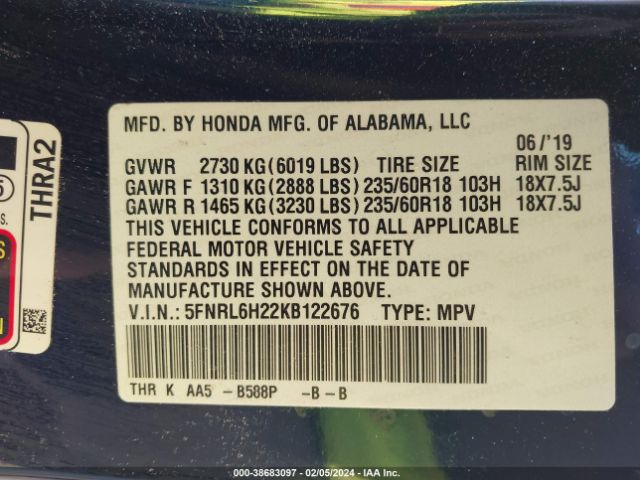 MFD. BY HONDA MFG. OF ALABAMA, LLC
06/'19
GVWR 2730 KG(6019 LBS) TIRE SIZE RIM SIZE
GAWR F 1310 KG(2888 LBS) 235/60R18 103H 18X7.5J
GAWR R 1465 KG(3230 LBS) 235/60R18 103H 18X7.5J
THIS VEHICLE CONFORMS TO ALL APPLICABLE
FEDERAL MOTOR VEHICLE SAFETY
STANDARDS IN EFFECT ON THE DATE OF
MANUFACTURE SHOWN ABOVE.
V.I.N.: 5FNRL6H22KB122676 TYPE: MPV
THR K AA5 -B588P -B-B
THRA2
5
S.
S
N
000-38683097 - 02/05/2024 - IAA Inc.